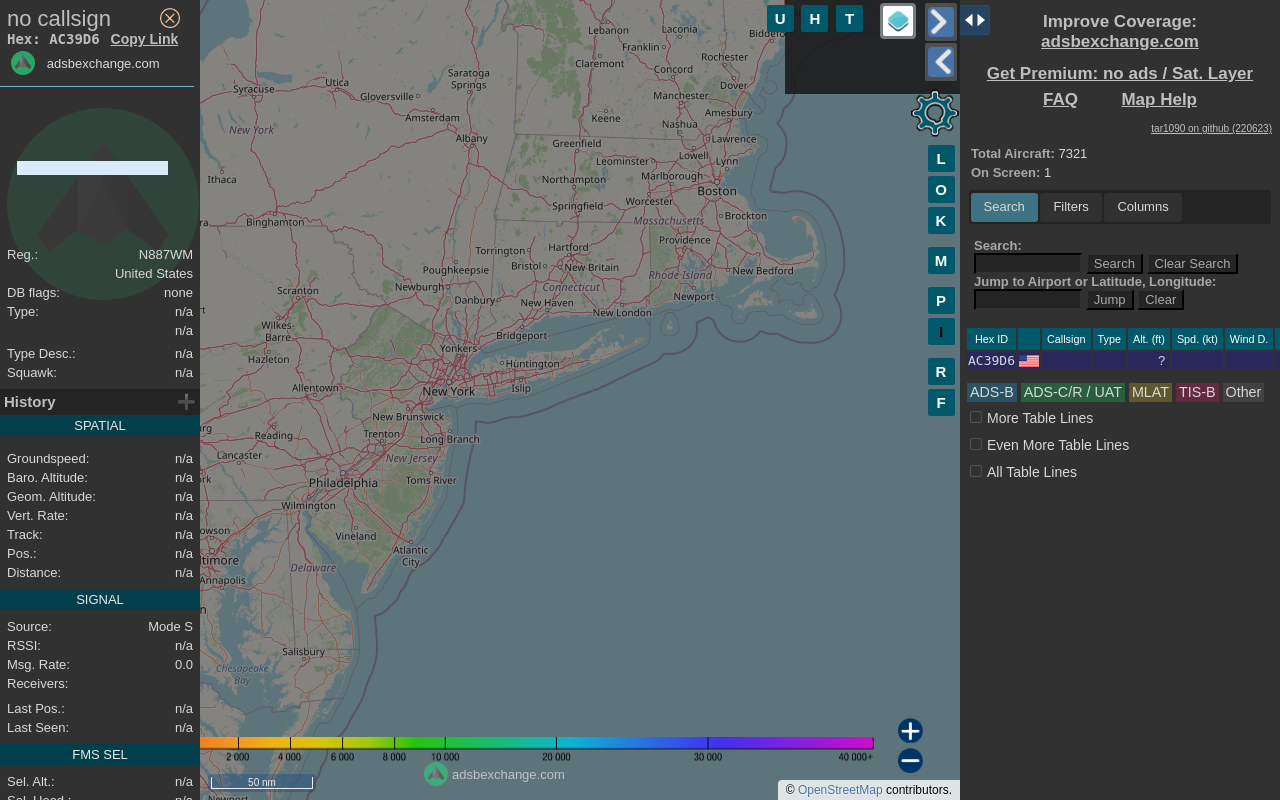 no callsign
Hex: AC39D6 Copy Link
adsbexchange.com
Reg.: N887WM
United States
DB flags: none
Type: n/a
n/a
Type Desc.: n/a
Squawk: n/a
History
SPATIAL
Groundspeed: n/a
Baro. Altitude: n/a
Geom. Altitude: n/a
Vert. Rate: n/a
Track: n/a
Pos.: n/a
Distance: n/a
SIGNAL
Source: Mode S
RSSI: n/a
Msg. Rate: 0.0
Receivers:
Last Pos.: n/a
Last Seen: n/a
FMS SEL
Sel. Alt.: n/a
U H T
Lebanon
Laconia
Franklin
Rochester
Claremont
Concord
Dover
Saratoga
Springs
Utica
Syracuse
Gloversville
Manchester
Amesbury
Amsterdam
Keene
Nashua
New York
Albany
Greenfield
Lawrence
Lowell
Leominster
Lynn
Ithaca
Northampton
Marlborough
Boston
Springfield
Worcester
Brockton
Binghamton
Massachusetts
Providence
Torrington
Hartford
Bristol
New Britain
Poughkeepsie
Rhode Island
New Bedford
Scranton
Newburgh
Connecticut
Newport
Danbury
New Haven
New London
Wilkes-
Barre
Bridgeport
Yonkers
Hazleton
Huntington
Allentown
New York
Islip
New Brunswick
Reading
Trenton
Long Branch
Lancaster
New Jersey
Toms River
Philadelphia
Wilmington
Vineland
Atlantic
City
Delaware
Annapolis
Salisbury
Chesapeake
Bay
L
O
K
M
P
I
R
F
2 000 4 000 6 000 8 000 10 000 20 000 30 000 40 000+
50 nm
adsbexchange.com
© OpenStreetMap contributors.
Improve Coverage:
adsbexchange.com
Get Premium: no ads / Sat. Layer
FAQ Map Help
tar1090 on github (220623)
Total Aircraft: 7321
On Screen: 1
Search Filters Columns
Search:
Search Clear Search
Jump to Airport or Latitude, Longitude:
Jump Clear
Hex ID Callsign Type Alt. (ft) Spd. (kt) Wind D.
AC39D6 ?
ADS-B ADS-C/R / UAT MLAT TIS-B Other
More Table Lines
Even More Table Lines
All Table Lines